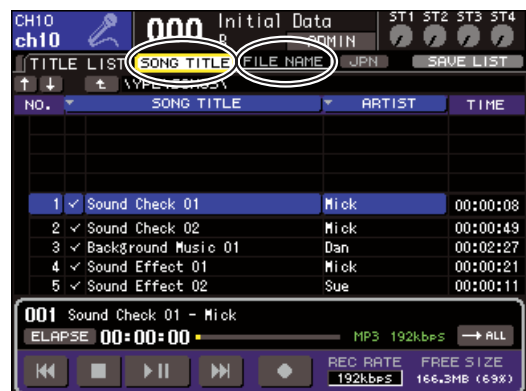 CH10
ch10
000
Initial Data
R
ADMIN
ST1 ST2 ST3 ST4
TITLE LIST
SONG TITLE
FILE NAME
JPN
SAVE LIST
NO. SONG TITLE ARTIST TIME
1 ✓ Sound Check 01 Mick 00:00:08
2 ✓ Sound Check 02 Mick 00:00:49
3 ✓ Background Music 01 Dan 00:02:27
4 ✓ Sound Effect 01 Mick 00:00:21
5 ✓ Sound Effect 02 Sue 00:00:11
001 Sound Check 01 - Mick
ELAPSE 00:00:00 MP3 192kbps → ALL
REC RATE FREE SIZE
192kbps 166.3MB (69%)